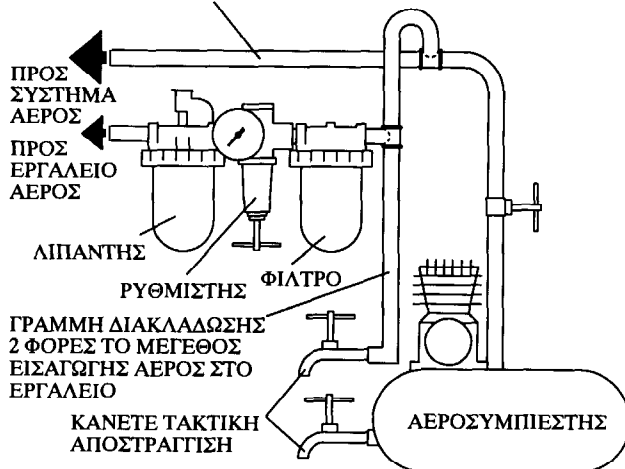 ΠΡΟΣ
ΣΥΣΤΗΜΑ
ΑΕΡΟΣ
ΠΡΟΣ
ΕΡΓΑΛΕΙΟ
ΑΕΡΟΣ
ΛΙΠΑΝΤΗΣ
ΡΥΘΜΙΣΤΗΣ
ΦΙΛΤΡΟ
ΓΡΑΜΜΗ ΔΙΑΚΛΑΔΩΣΗΣ
2 ΦΟΡΕΣ ΤΟ ΜΕΓΕΘΟΣ
ΕΙΣΑΓΩΓΗΣ ΑΕΡΟΣ ΣΤΟ
ΕΡΓΑΛΕΙΟ
ΚΑΝΕΤΕ ΤΑΚΤΙΚΗ
ΑΠΟΣΤΡΑΓΓΙΣΗ
ΑΕΡΟΣΥΜΠΙΕΣΤΗΣ